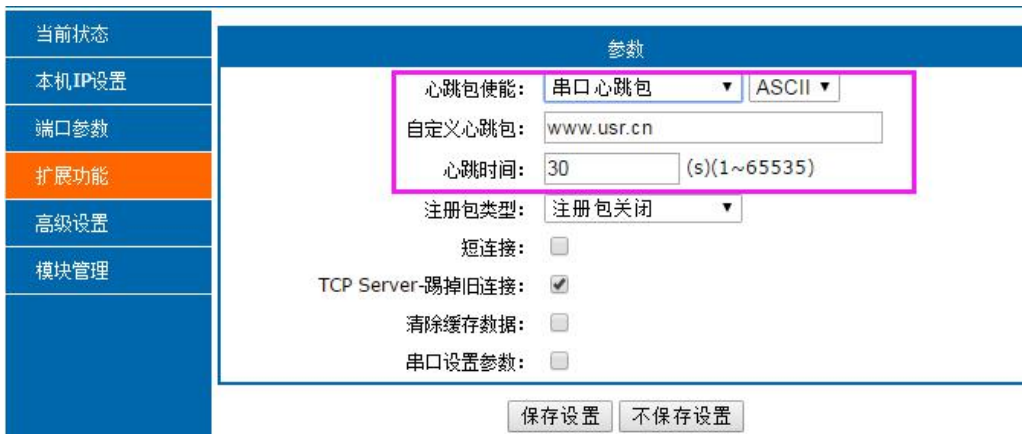 当前状态
本机IP设置
端口参数
扩展功能
高级设置
模块管理
参数
心跳包使能： 串口心跳包 ASCII
自定义心跳包： www.usr.cn
心跳时间： 30 (s)(1~65535)
注册包类型： 注册包关闭
短连接：
TCP Server-踢掉旧连接：
清除缓存数据：
串口设置参数：
保存设置 不保存设置